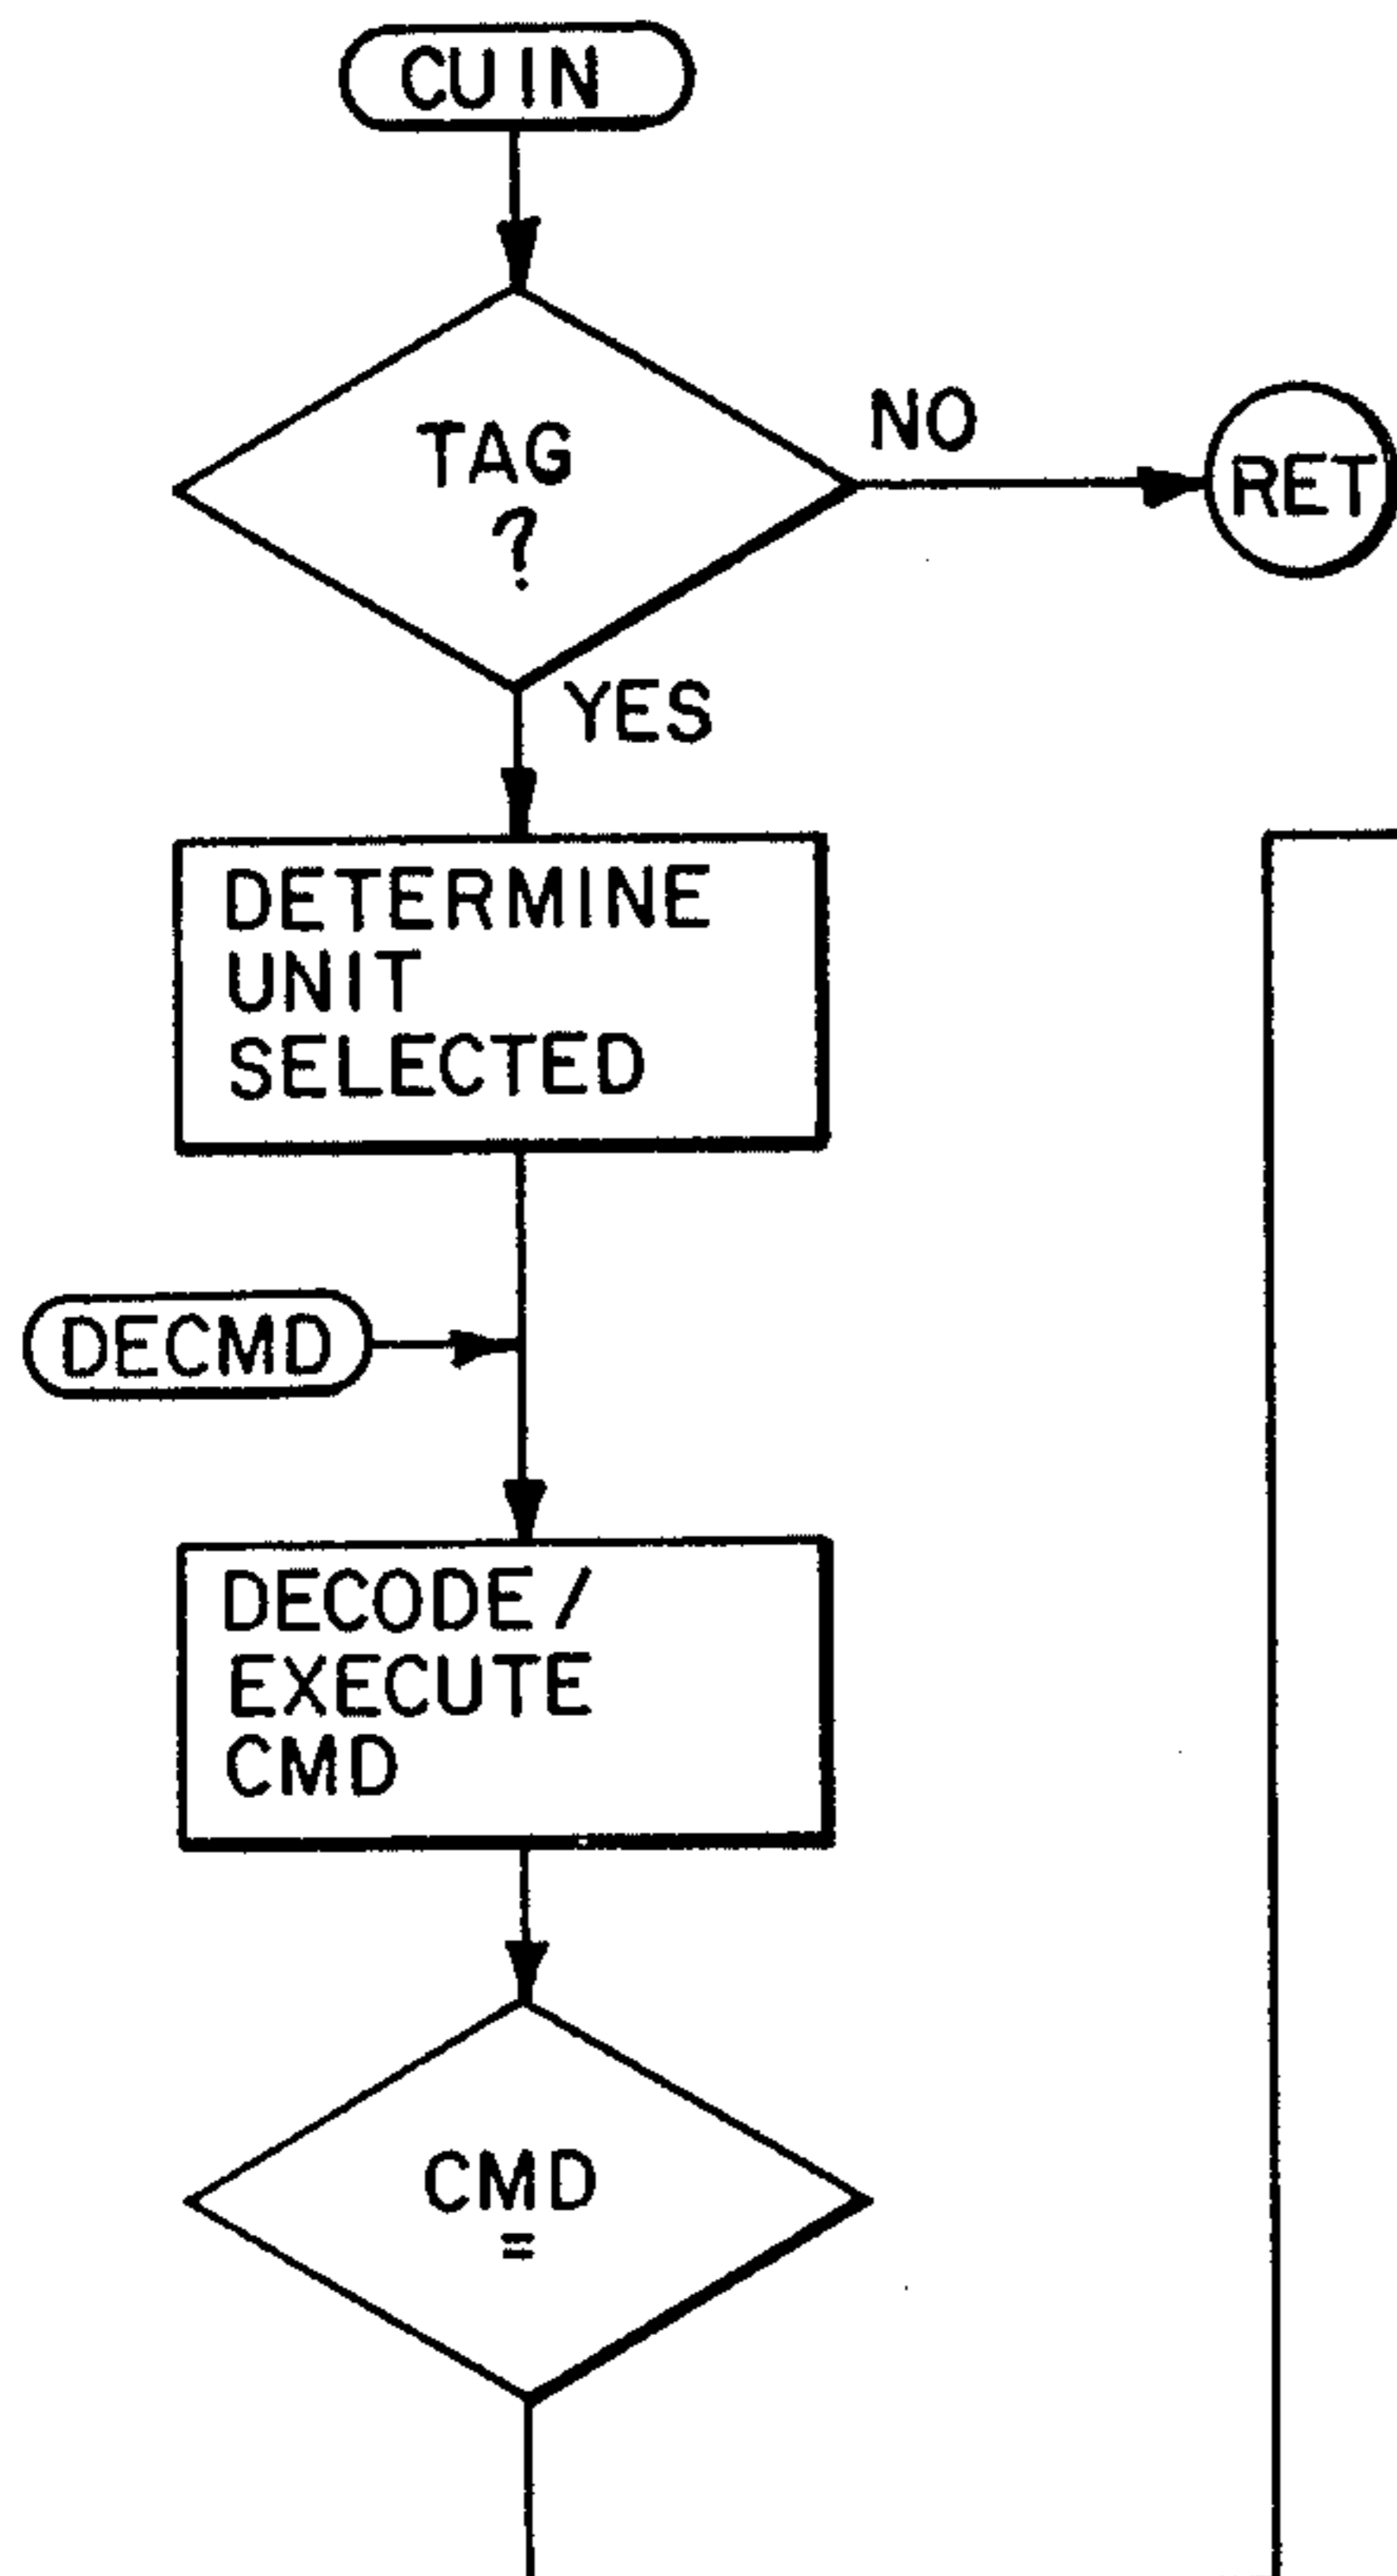 CUIN
TAG
?
NO
RET
YES
DETERMINE
UNIT
SELECTED
DECMD
DECODE /
EXECUTE
CMD
CMD
=